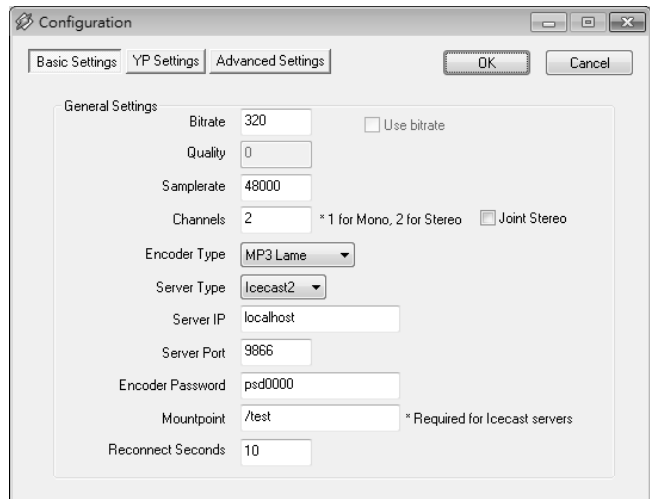 Configuration
Basic Settings YP Settings Advanced Settings OK Cancel
General Settings
Bitrate 320 Use bitrate
Quality 0
Samplerate 48000
Channels 2 * 1 for Mono, 2 for Stereo Joint Stereo
Encoder Type MP3 Lame
Server Type Icecast2
Server IP localhost
Server Port 9866
Encoder Password psd0000
Mountpoint /test * Required for Icecast servers
Reconnect Seconds 10